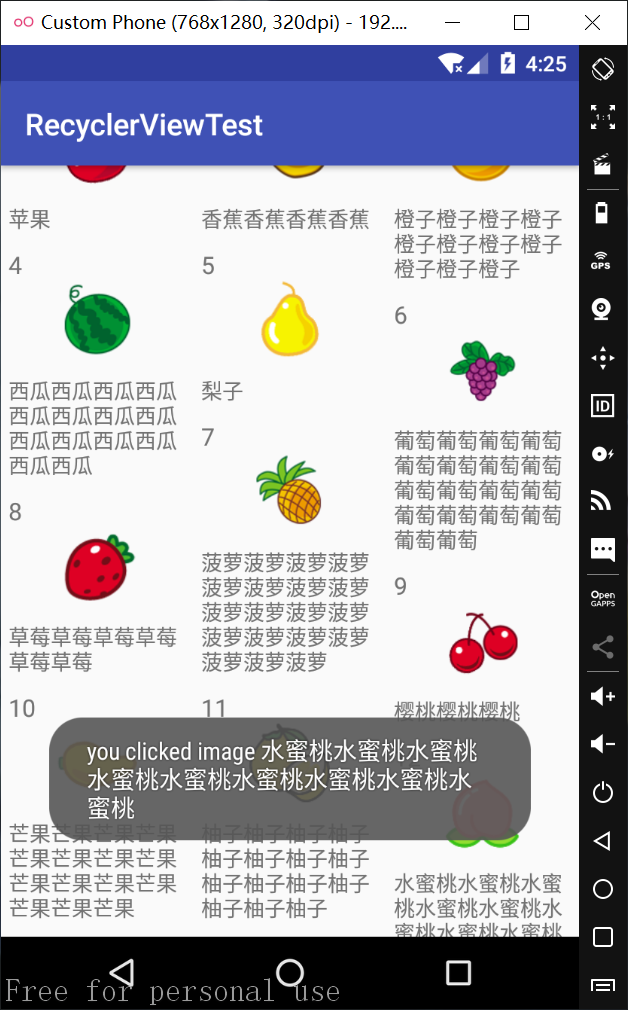 Custom Phone (768x1280, 320dpi) - 192....
4:25
RecyclerViewTest
苹果
香蕉香蕉香蕉香蕉
橙子橙子橙子橙子
橙子橙子橙子橙子
橙子橙子橙子
4
5
6
西瓜西瓜西瓜西瓜
西瓜西瓜西瓜西瓜
西瓜西瓜西瓜西瓜
西瓜西瓜
梨子
7
葡萄葡萄葡萄葡萄
葡萄葡萄葡萄葡萄
葡萄葡萄葡萄葡萄
葡萄葡萄葡萄葡萄
葡萄葡萄
8
菠萝菠萝菠萝菠萝
菠萝菠萝菠萝菠萝
菠萝菠萝菠萝菠萝
菠萝菠萝菠萝菠萝
菠萝菠萝菠萝
9
草莓草莓草莓草莓
草莓草莓
10
11
樱桃樱桃樱桃
you clicked image 水蜜桃水蜜桃水蜜桃
水蜜桃水蜜桃水蜜桃水蜜桃水蜜桃水
蜜桃
芒果芒果芒果芒果
芒果芒果芒果芒果
芒果芒果芒果芒果
芒果芒果芒果
柚子柚子柚子柚子
柚子柚子柚子柚子
柚子柚子柚子柚子
柚子柚子柚子
水蜜桃水蜜桃水蜜
桃水蜜桃水蜜桃水
蜜桃水蜜桃水蜜桃
1:1
GPS
ID
Open
GAPPS
Free for personal use